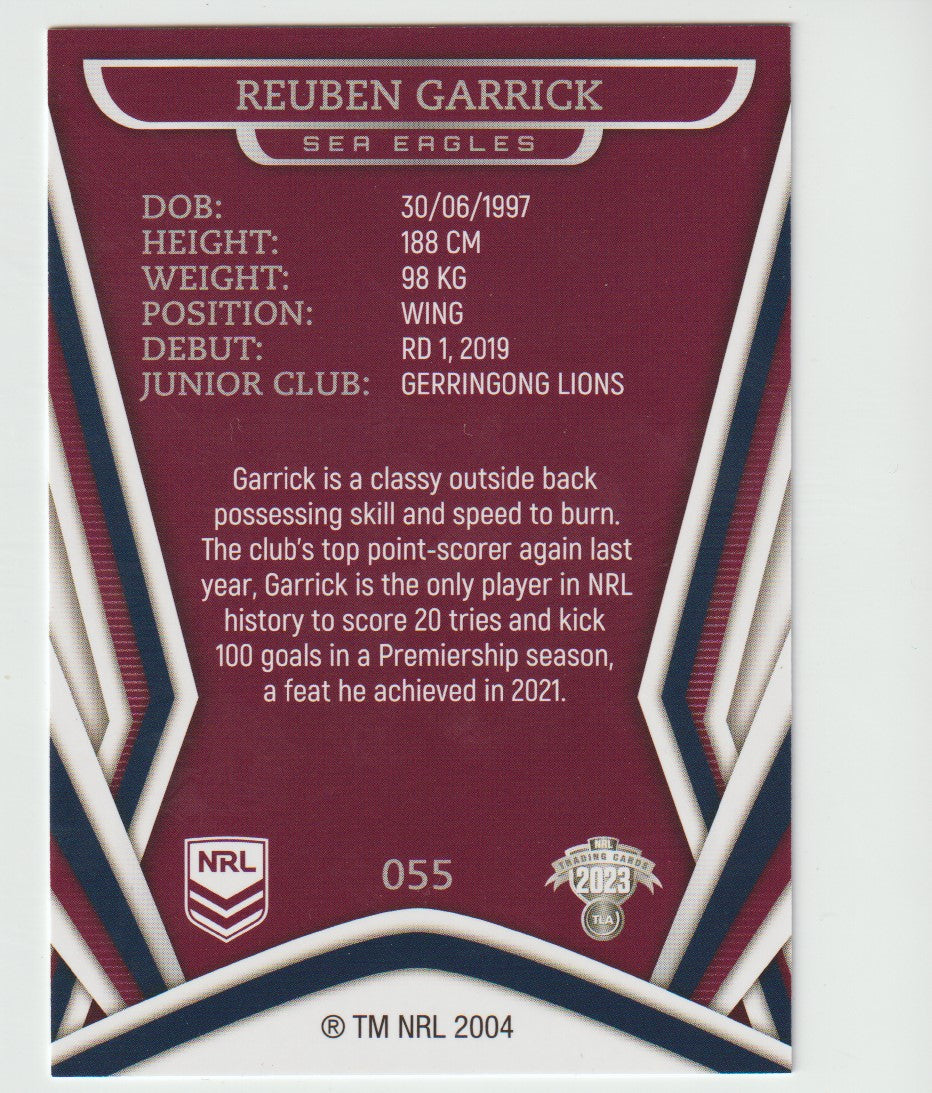 REUBEN GARRICK
SEA EAGLES
DOB: 30/06/1997
HEIGHT: 188 CM
WEIGHT: 98 KG
POSITION: WING
DEBUT: RD 1, 2019
JUNIOR CLUB: GERRINGONG LIONS
Garrick is a classy outside back
possessing skill and speed to burn.
The club's top point-scorer again last
year, Garrick is the only player in NRL
history to score 20 tries and kick
100 goals in a Premiership season,
a feat he achieved in 2021.
NRL
055
NRL
TRADING CARDS
2023
TLA
® TM NRL 2004